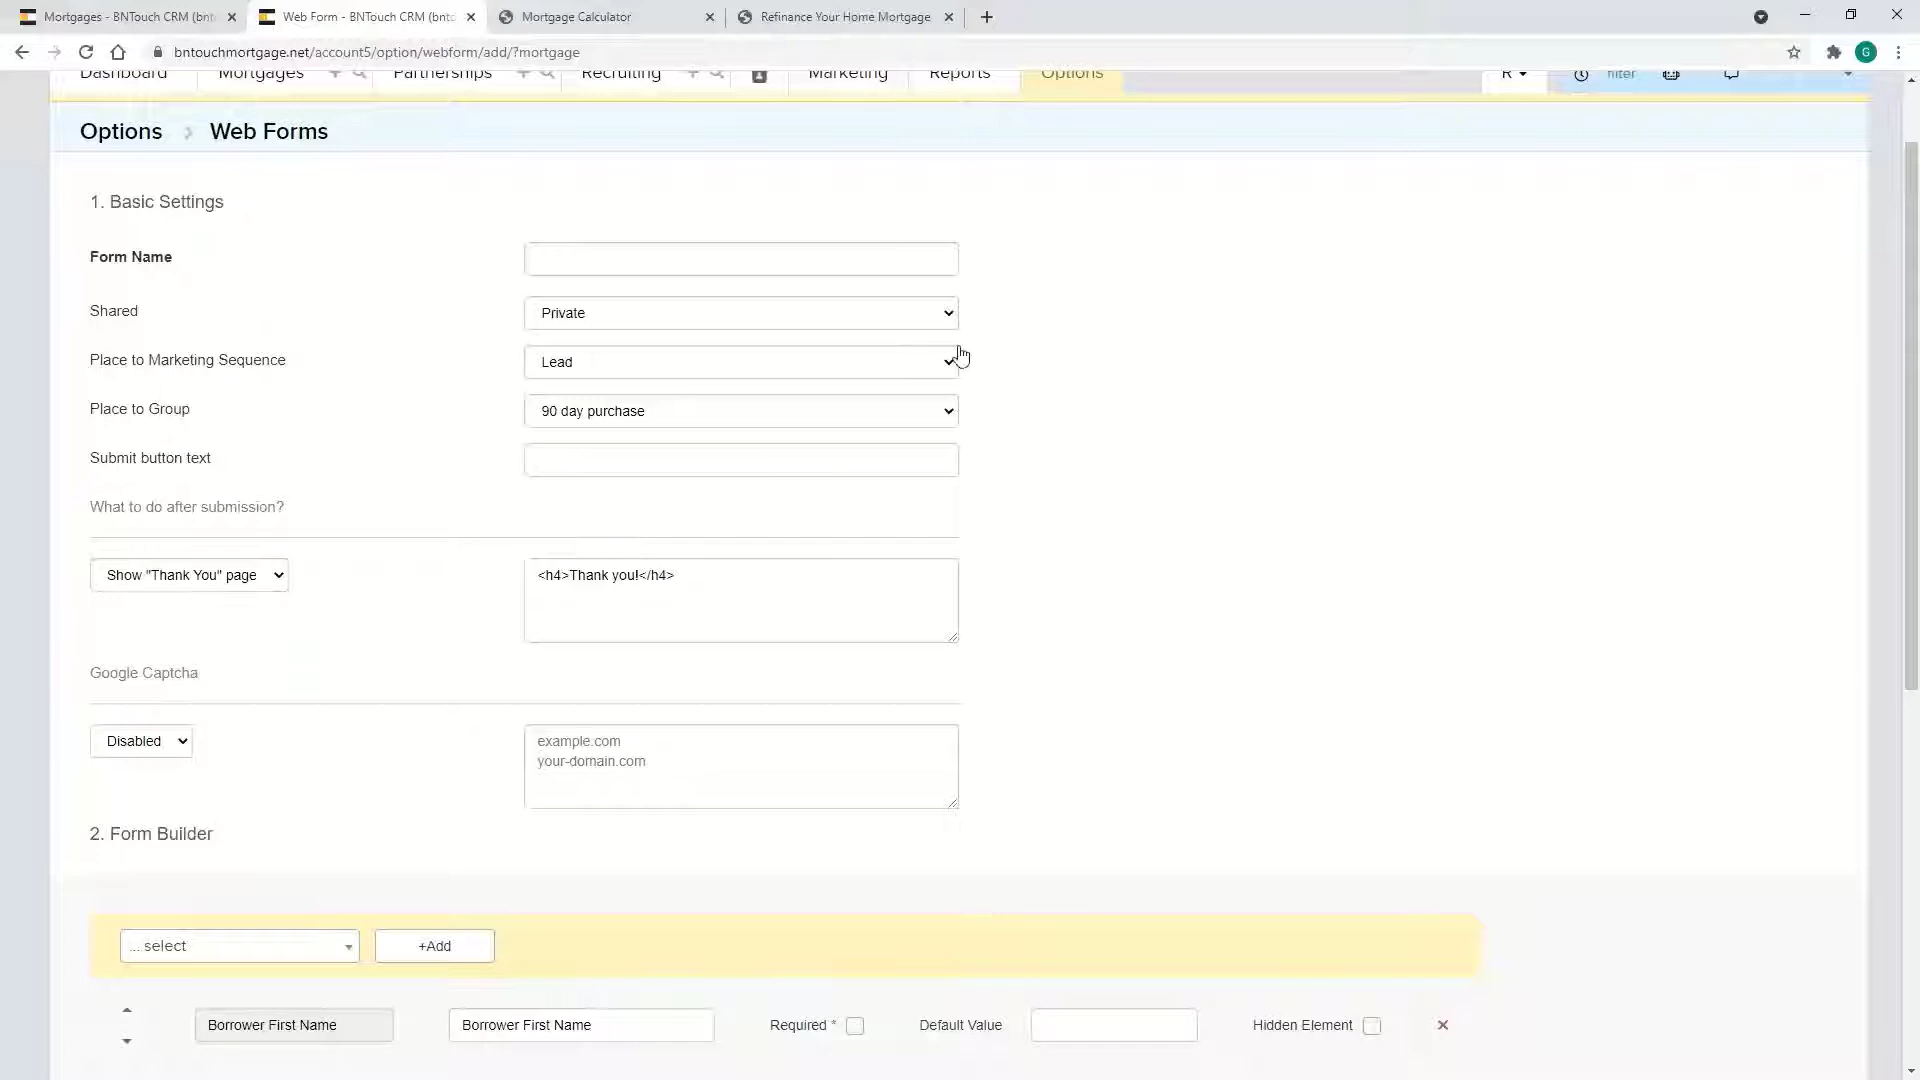 Mortgages - BNTouch CRM (bnt
Web Form - BNTouch CRM (bnto
Mortgage Calculator
Refinance Your Home Mortgage
bntouchmortgage.net/account5/option/webform/add/?mortgage
G
Dashboard
Mortgages
Partnerships
Recruiting
Marketing
Reports
Options
R
filter
Options > Web Forms
1. Basic Settings
Form Name
Shared
Private
Place to Marketing Sequence
Lead
Place to Group
90 day purchase
Submit button text
What to do after submission?
Show "Thank You" page
<h4>Thank you!</h4>
Google Captcha
Disabled
example.com
your-domain.com
2. Form Builder
... select
+Add
Borrower First Name
Borrower First Name
Required *
Default Value
Hidden Element